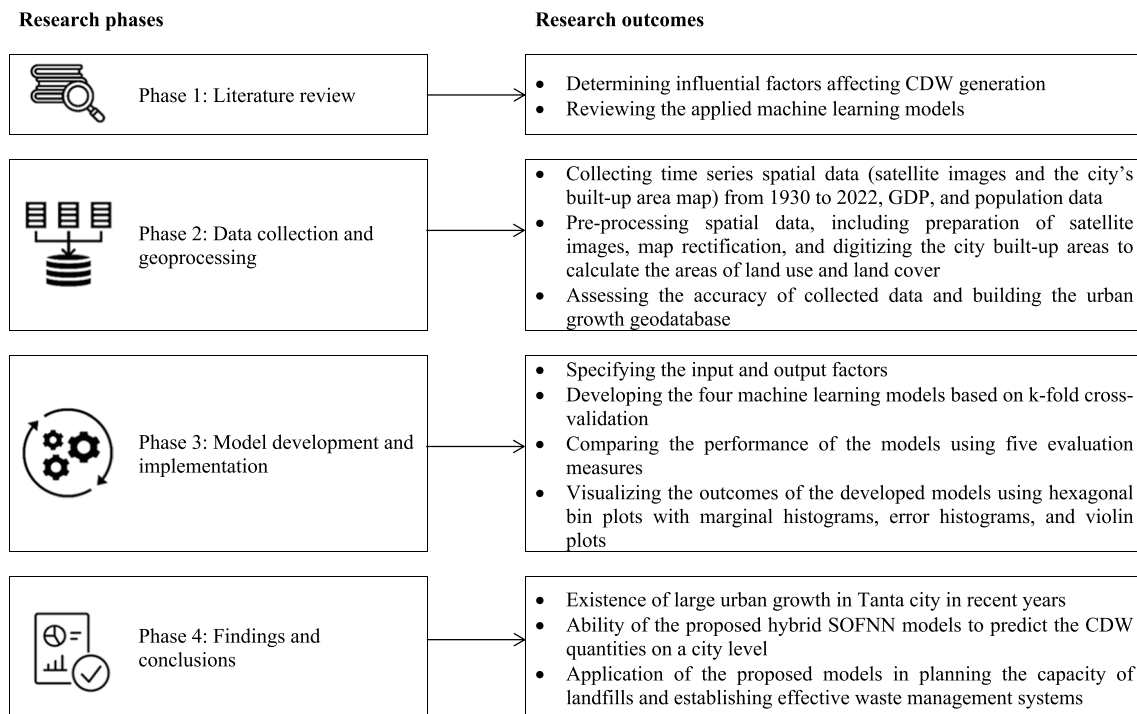 Research phases
Research outcomes
Phase 1: Literature review
• Determining influential factors affecting CDW generation
• Reviewing the applied machine learning models
Phase 2: Data collection and
geoprocessing
• Collecting time series spatial data (satellite images and the city’s
built-up area map) from 1930 to 2022, GDP, and population data
• Pre-processing spatial data, including preparation of satellite
images, map rectification, and digitizing the city built-up areas to
calculate the areas of land use and land cover
• Assessing the accuracy of collected data and building the urban
growth geodatabase
Phase 3: Model development and
implementation
• Specifying the input and output factors
• Developing the four machine learning models based on k-fold cross-
validation
• Comparing the performance of the models using five evaluation
measures
• Visualizing the outcomes of the developed models using hexagonal
bin plots with marginal histograms, error histograms, and violin
plots
Phase 4: Findings and
conclusions
• Existence of large urban growth in Tanta city in recent years
• Ability of the proposed hybrid SOFNN models to predict the CDW
quantities on a city level
• Application of the proposed models in planning the capacity of
landfills and establishing effective waste management systems